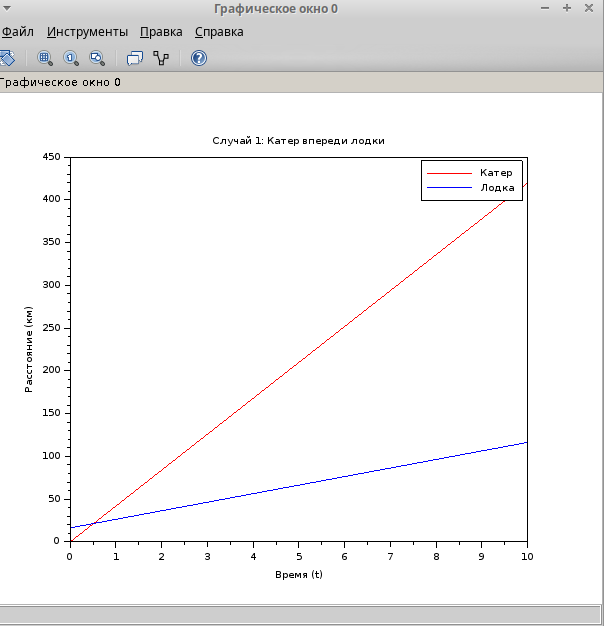 Графическое окно 0
Файл Инструменты Правка Справка
Графическое окно 0
Случай 1: Катер впереди лодки
Катер
Лодка
450
400
350
300
250
200
150
100
50
0
Расстояние (км)
0 1 2 3 4 5 6 7 8 9 10
Время (t)